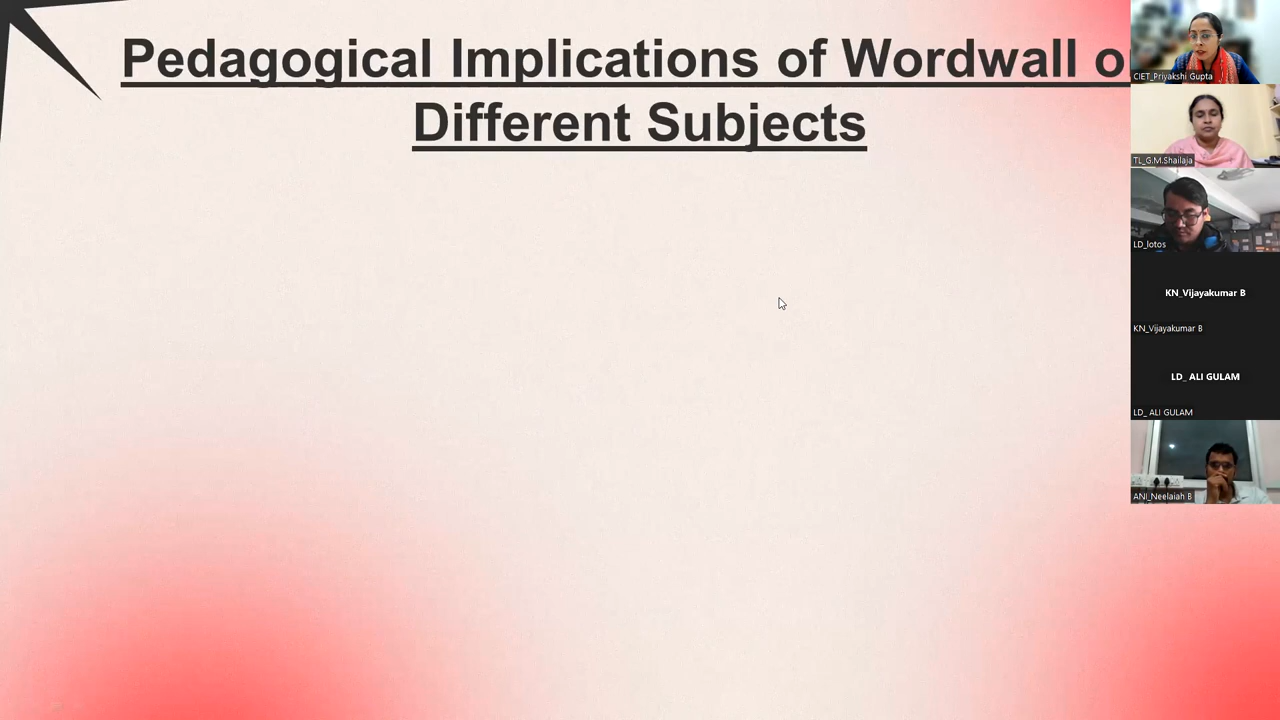 Pedagogical Implications of Wordwall o
Different Subjects
CIET_Priyakshi Gupta
TL_G.M.Shailaja
LD_lotos
KN_Vijayakumar B
KN_Vijayakumar B
LD_ ALI GULAM
LD_ ALI GULAM
ANI_Neelaiah B